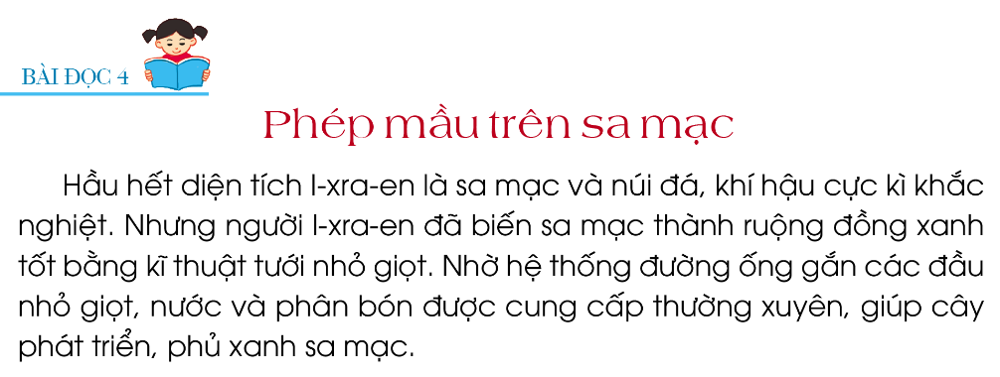 BÀI ĐỌC 4
Phép mầu trên sa mạc
Hầu hết diện tích I-xra-en là sa mạc và núi đá, khí hậu cực kì khắc
nghiệt. Nhưng người I-xra-en đã biến sa mạc thành ruộng đồng xanh
tốt bằng kĩ thuật tưới nhỏ giọt. Nhờ hệ thống đường ống gắn các đầu
nhỏ giọt, nước và phân bón được cung cấp thường xuyên, giúp cây
phát triển, phủ xanh sa mạc.